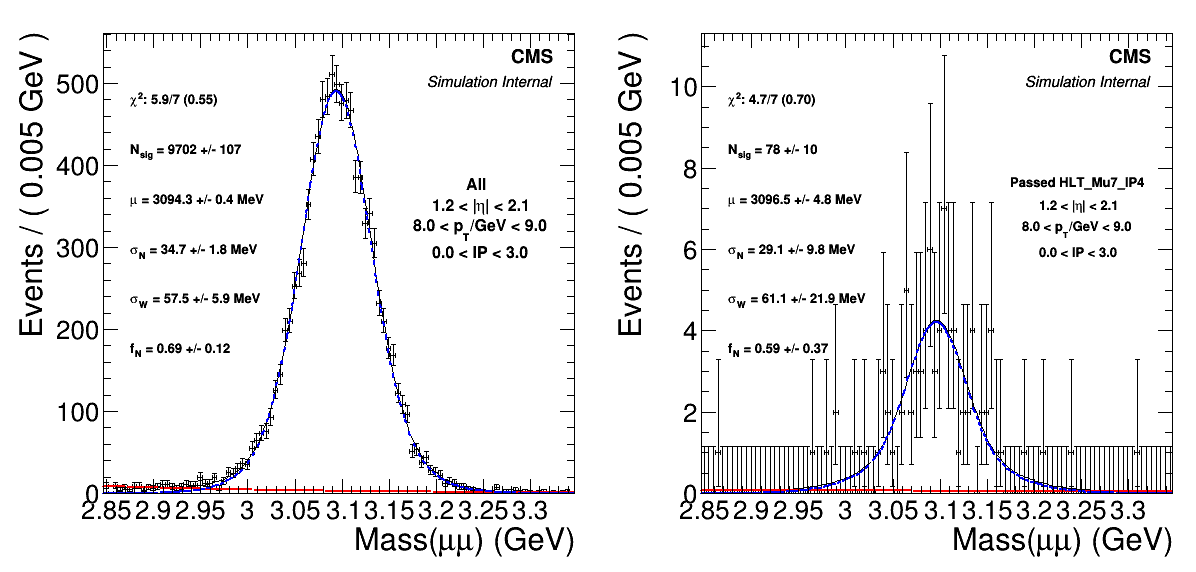 Events / ( 0.005 GeV )
500
400
300
200
100
0
CMS
Simulation Internal
χ²: 5.9/7 (0.55)
N_sig = 9702 +/- 107
μ = 3094.3 +/- 0.4 MeV
σ_N = 34.7 +/- 1.8 MeV
σ_W = 57.5 +/- 5.9 MeV
f_N = 0.69 +/- 0.12
All
1.2 < |η| < 2.1
8.0 < p_T/GeV < 9.0
0.0 < IP < 3.0
2.85 2.9 2.95 3 3.05 3.1 3.15 3.2 3.25 3.3
Mass(μμ) (GeV)
Events / ( 0.005 GeV )
10
8
6
4
2
0
CMS
Simulation Internal
χ²: 4.7/7 (0.70)
N_sig = 78 +/- 10
μ = 3096.5 +/- 4.8 MeV
σ_N = 29.1 +/- 9.8 MeV
σ_W = 61.1 +/- 21.9 MeV
f_N = 0.59 +/- 0.37
Passed HLT_Mu7_IP4
1.2 < |η| < 2.1
8.0 < p_T/GeV < 9.0
0.0 < IP < 3.0
2.85 2.9 2.95 3 3.05 3.1 3.15 3.2 3.25 3.3
Mass(μμ) (GeV)